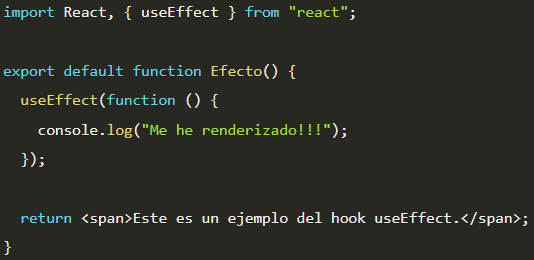 import React, { useEffect } from "react";
export default function Efecto() {
  useEffect(function () {
    console.log("Me he renderizado!!!");
  });
  return <span>Este es un ejemplo del hook useEffect.</span>;
}